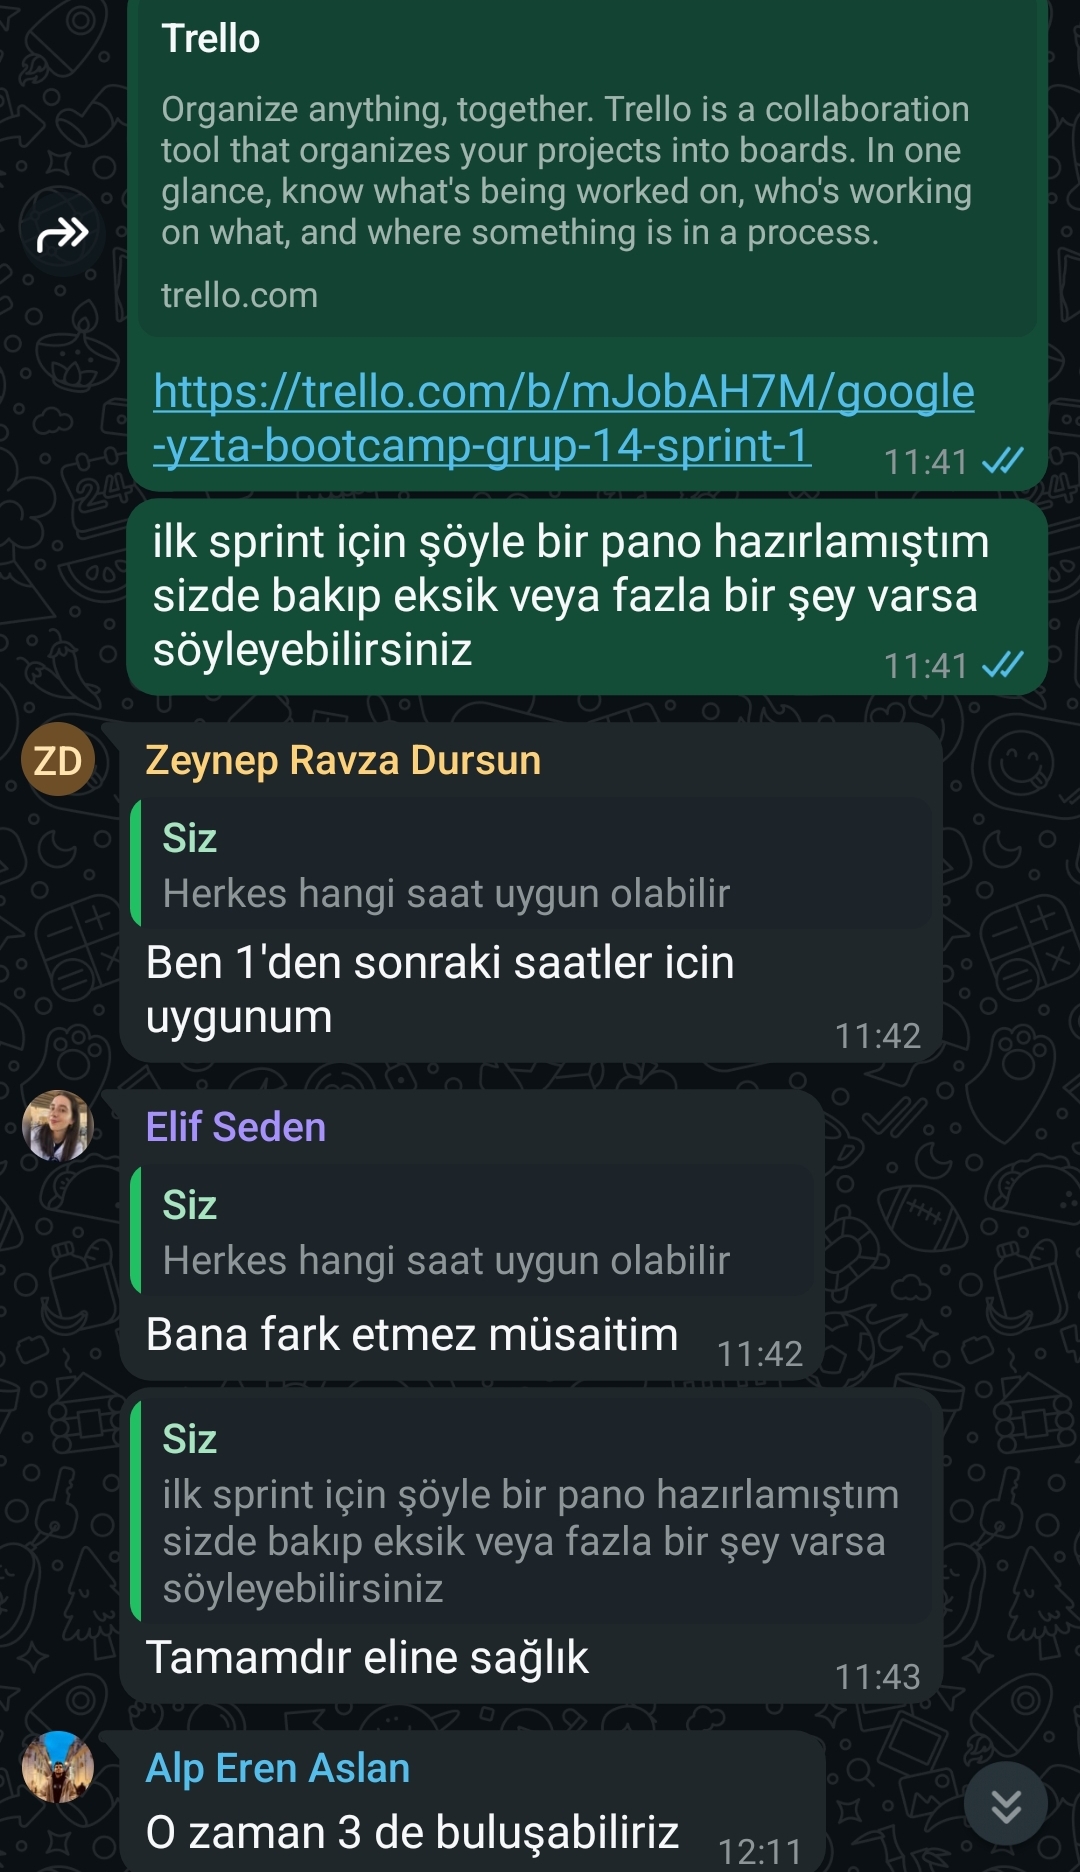 Trello
Organize anything, together. Trello is a collaboration
tool that organizes your projects into boards. In one
glance, know what's being worked on, who's working
on what, and where something is in a process.
trello.com
https://trello.com/b/mJobAH7M/google
-yzta-bootcamp-grup-14-sprint-1
11:41
ilk sprint için şöyle bir pano hazırlamıştım
sizde bakıp eksik veya fazla bir şey varsa
söyleyebilirsiniz
11:41
ZD
Zeynep Ravza Dursun
Siz
Herkes hangi saat uygun olabilir
Ben 1'den sonraki saatler icin
uygunum
11:42
Elif Seden
Siz
Herkes hangi saat uygun olabilir
Bana fark etmez müsaitim
11:42
Siz
ilk sprint için şöyle bir pano hazırlamıştım
sizde bakıp eksik veya fazla bir şey varsa
söyleyebilirsiniz
Tamamdır eline sağlık
11:43
Alp Eren Aslan
O zaman 3 de buluşabiliriz
12:11